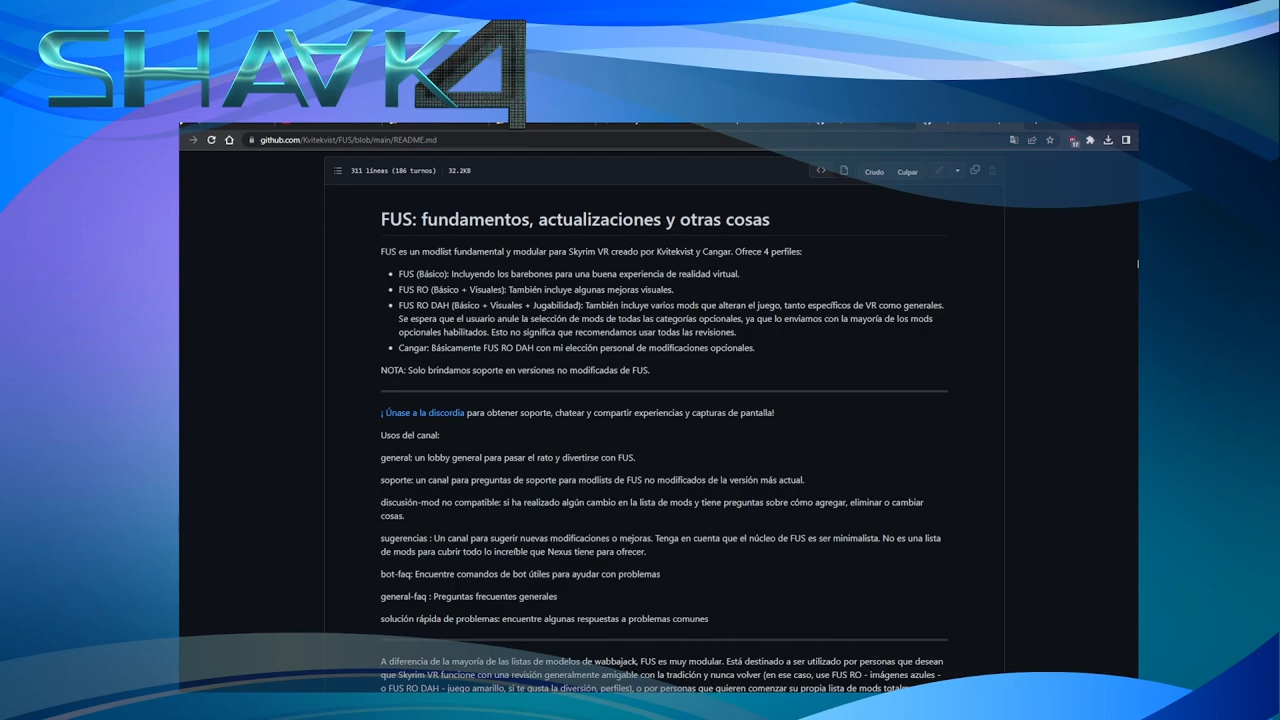 SHAAK4
github.com/Kvitekvist/FUS/blob/main/README.md
17
311 líneas (186 turnos) 32.2KB
Crudo Culpar
FUS: fundamentos, actualizaciones y otras cosas
FUS es un modlist fundamental y modular para Skyrim VR creado por Kvitekvist y Cangar. Ofrece 4 perfiles:
FUS (Básico): Incluyendo los barebones para una buena experiencia de realidad virtual.
FUS RO (Básico + Visuales): También incluye algunas mejoras visuales.
FUS RO DAH (Básico + Visuales + Jugabilidad): También incluye varios mods que alteran el juego, tanto específicos de VR como generales.
Se espera que el usuario anule la selección de mods de todas las categorías opcionales, ya que lo enviamos con la mayoría de los mods
opcionales habilitados. Esto no significa que recomendamos usar todas las revisiones.
Cangar: Básicamente FUS RO DAH con mi elección personal de modificaciones opcionales.
NOTA: Solo brindamos soporte en versiones no modificadas de FUS.
¡ Únase a la discordia para obtener soporte, chatear y compartir experiencias y capturas de pantalla!
Usos del canal:
general: un lobby general para pasar el rato y divertirse con FUS.
soporte: un canal para preguntas de soporte para modlists de FUS no modificados de la versión más actual.
discusión-mod no compatible: si ha realizado algún cambio en la lista de mods y tiene preguntas sobre cómo agregar, eliminar o cambiar
cosas.
sugerencias : Un canal para sugerir nuevas modificaciones o mejoras. Tenga en cuenta que el núcleo de FUS es ser minimalista. No es una lista
de mods para cubrir todo lo increíble que Nexus tiene para ofrecer.
bot-faq: Encuentre comandos de bot útiles para ayudar con problemas
general-faq : Preguntas frecuentes generales
solución rápida de problemas: encuentre algunas respuestas a problemas comunes
A diferencia de la mayoría de las listas de modelos de wabbajack, FUS es muy modular. Está destinado a ser utilizado por personas que desean
que Skyrim VR funcione con una revisión generalmente amigable con la tradición y nunca volver (en ese caso, use FUS RO - imágenes azules -
o FUS RO DAH - juego amarillo, si te gusta la diversión, perfiles), o por personas que quieren comenzar su propia lista de mods